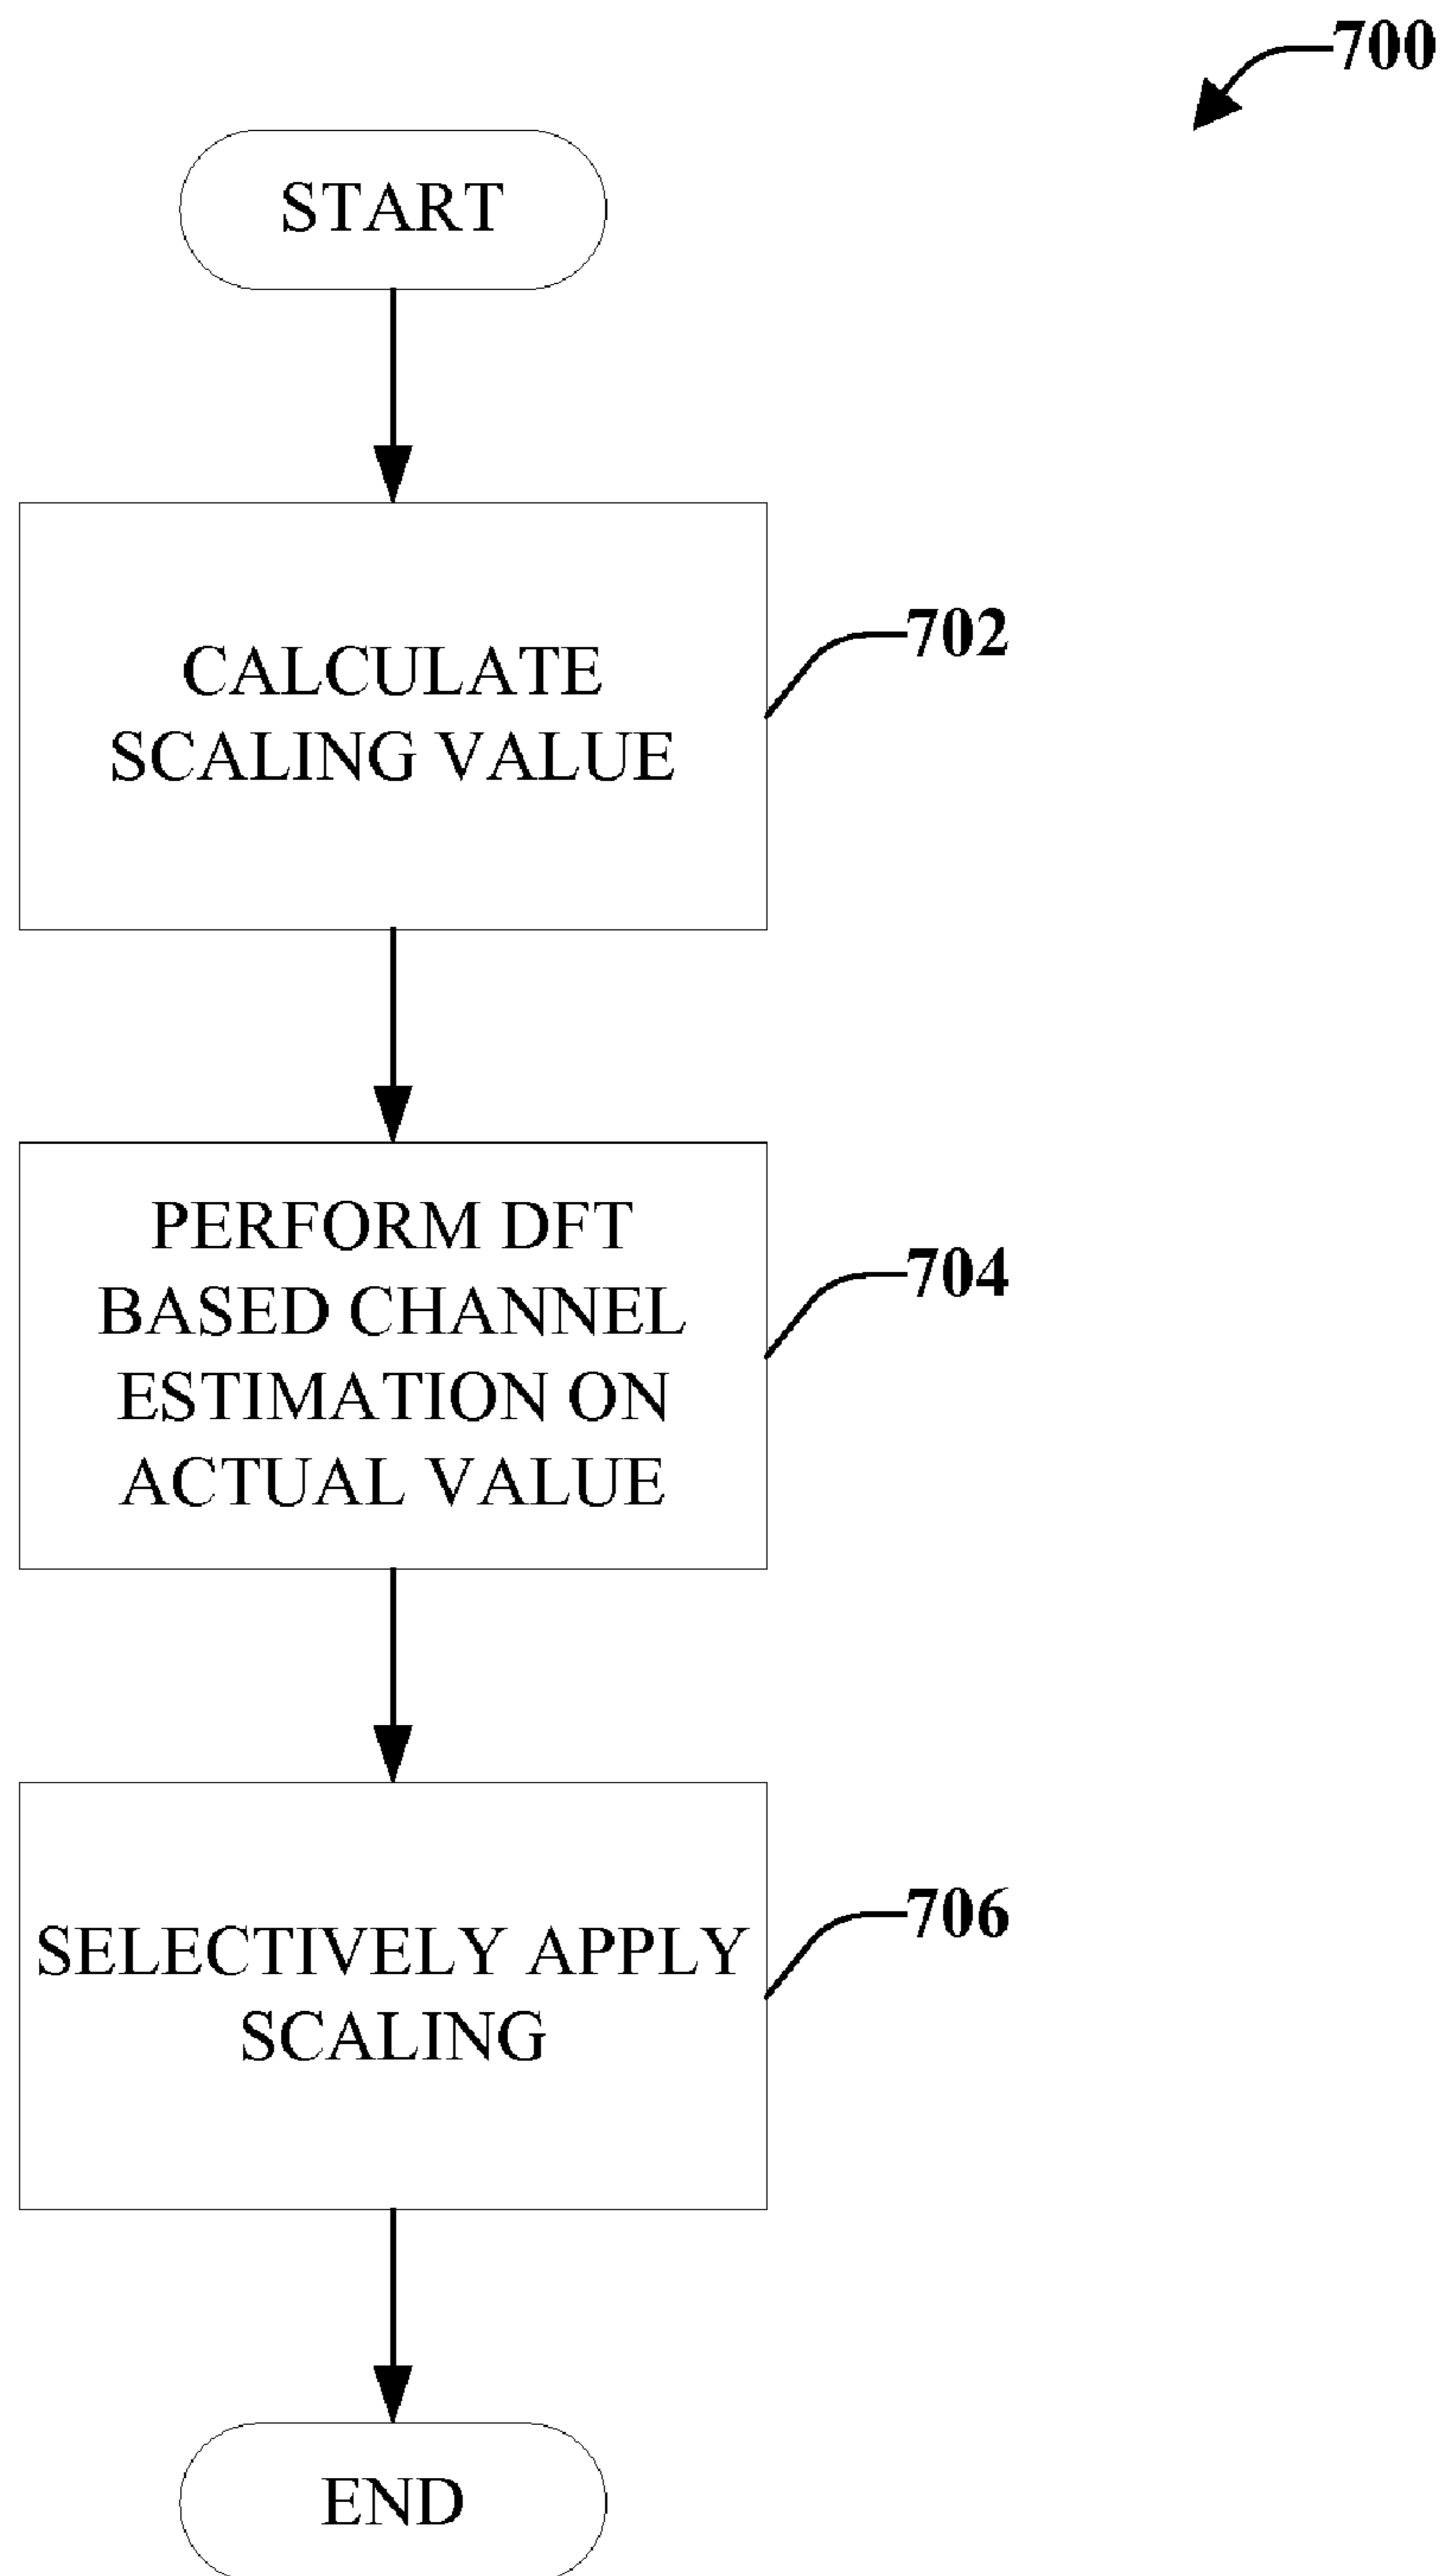 700
START
CALCULATE
SCALING VALUE
702
PERFORM DFT
BASED CHANNEL
ESTIMATION ON
ACTUAL VALUE
704
SELECTIVELY APPLY
SCALING
706
END